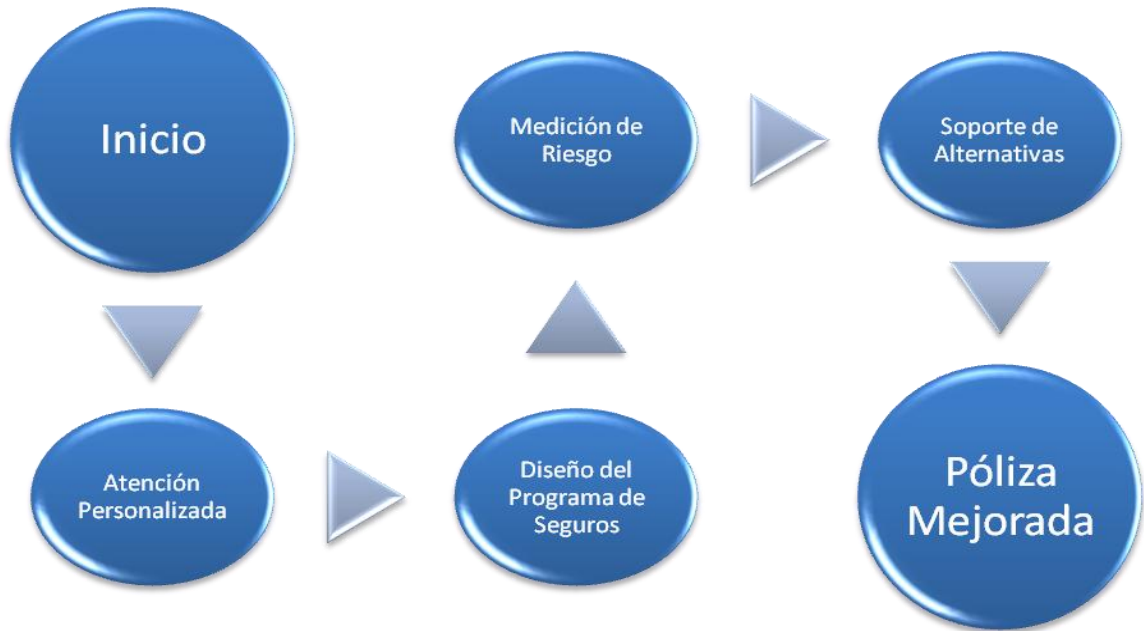 Inicio
Atención
Personalizada
Diseño del
Programa de
Seguros
Medición de
Riesgo
Soporte de
Alternativas
Póliza
Mejorada